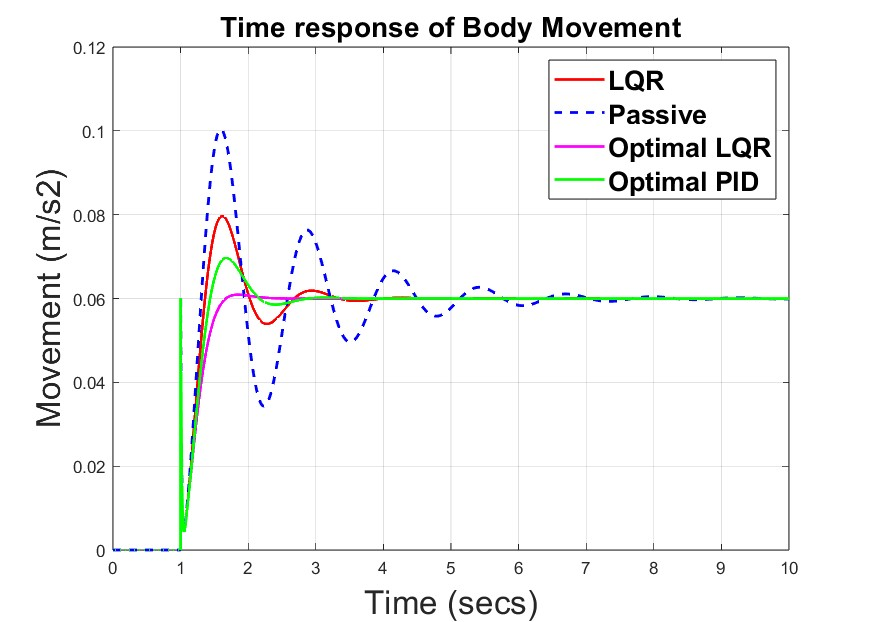 Time response of Body Movement
0.12
0.1
0.08
0.06
0.04
0.02
0
Movement (m/s2)
LQR
Passive
Optimal LQR
Optimal PID
0 1 2 3 4 5 6 7 8 9 10
Time (secs)